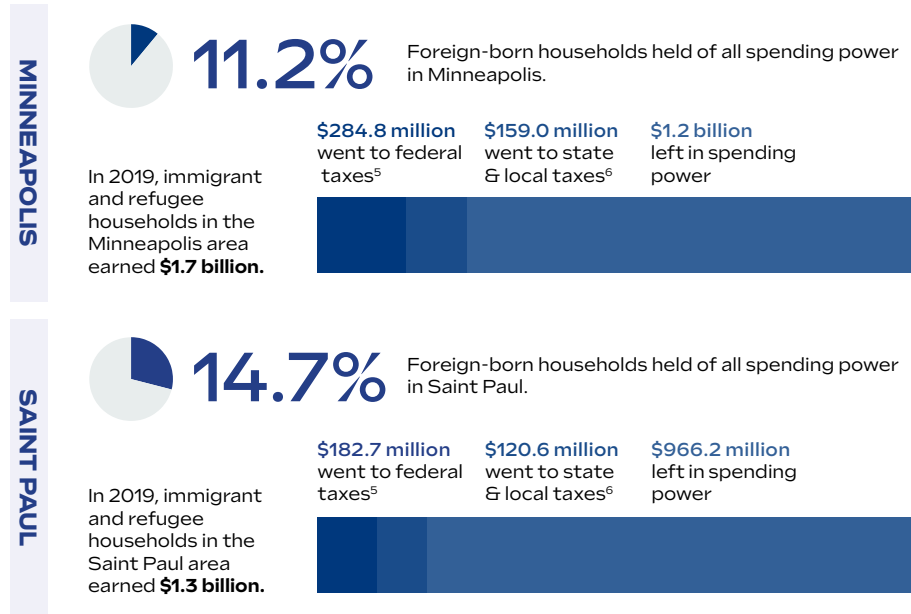 MINNEAPOLIS
11.2%
Foreign-born households held of all spending power
in Minneapolis.
In 2019, immigrant
and refugee
households in the
Minneapolis area
earned $1.7 billion.
$284.8 million
went to federal
taxes⁵
$159.0 million
went to state
& local taxes⁶
$1.2 billion
left in spending
power
SAINT PAUL
14.7%
Foreign-born households held of all spending power
in Saint Paul.
In 2019, immigrant
and refugee
households in the
Saint Paul area
earned $1.3 billion.
$182.7 million
went to federal
taxes⁵
$120.6 million
went to state
& local taxes⁶
$966.2 million
left in spending
power